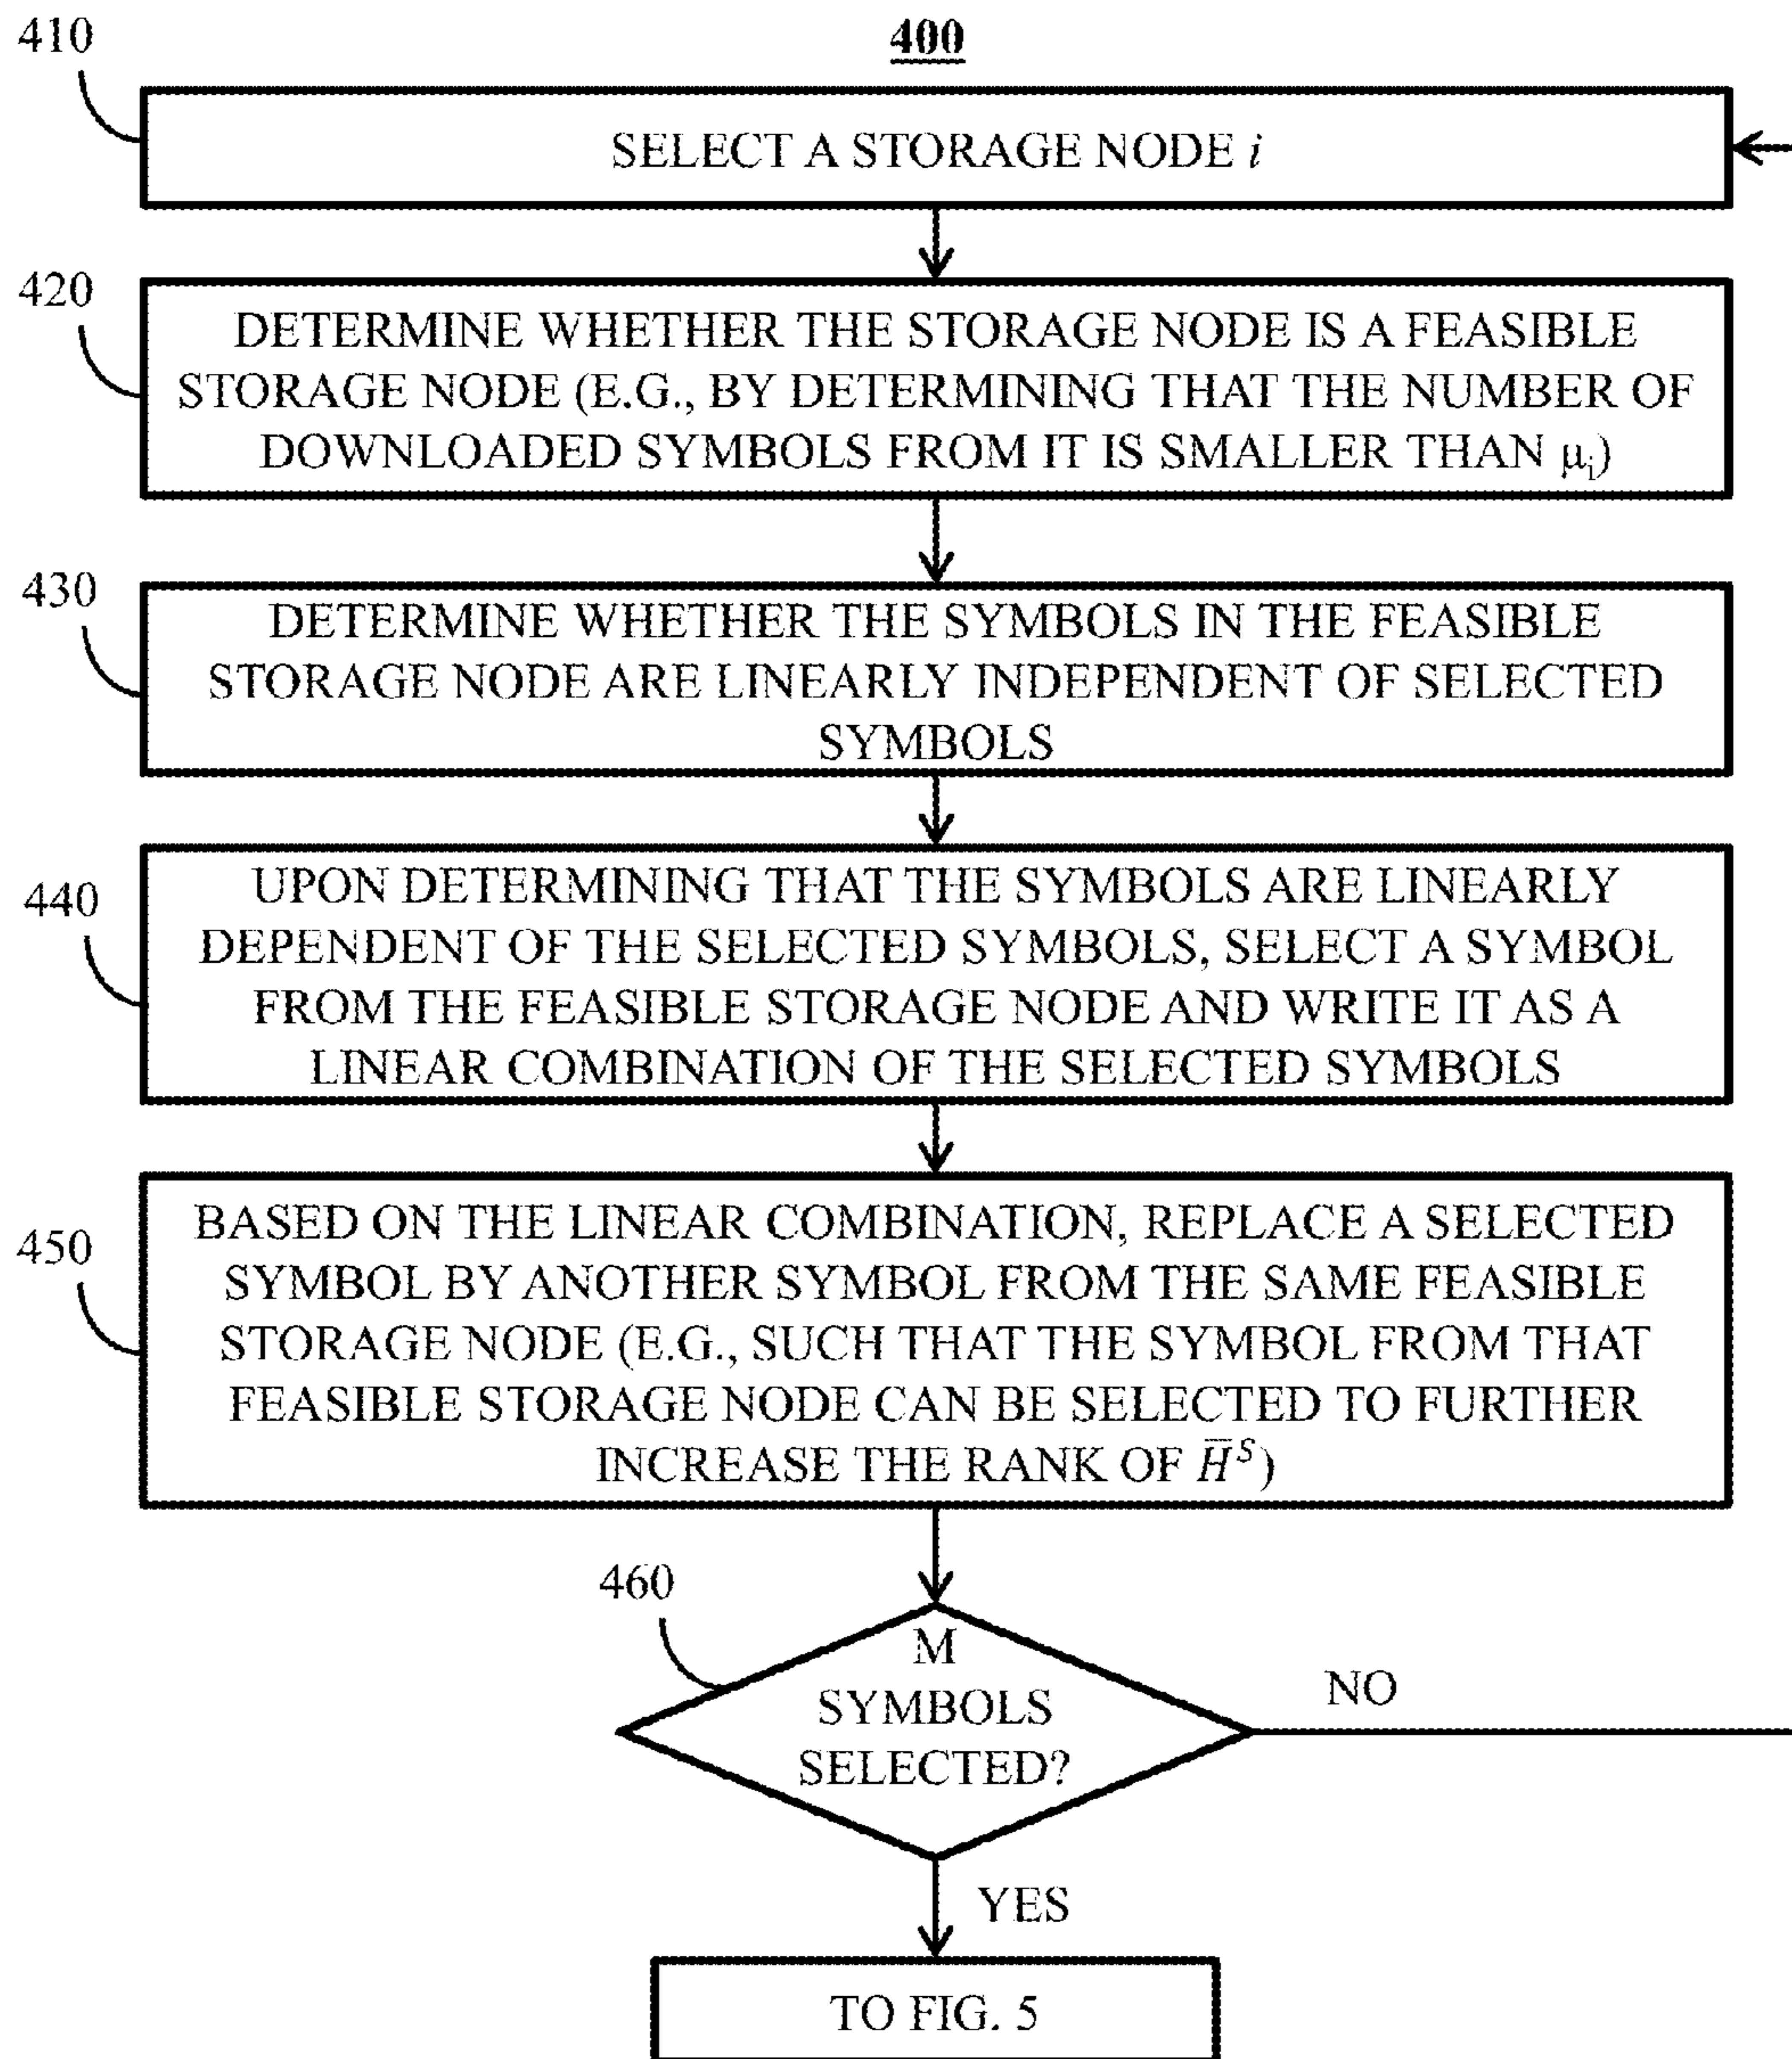 400
410
SELECT A STORAGE NODE i
420
DETERMINE WHETHER THE STORAGE NODE IS A FEASIBLE
STORAGE NODE (E.G., BY DETERMINING THAT THE NUMBER OF
DOWNLOADED SYMBOLS FROM IT IS SMALLER THAN μᵢ)
430
DETERMINE WHETHER THE SYMBOLS IN THE FEASIBLE
STORAGE NODE ARE LINEARLY INDEPENDENT OF SELECTED
SYMBOLS
440
UPON DETERMINING THAT THE SYMBOLS ARE LINEARLY
DEPENDENT OF THE SELECTED SYMBOLS, SELECT A SYMBOL
FROM THE FEASIBLE STORAGE NODE AND WRITE IT AS A
LINEAR COMBINATION OF THE SELECTED SYMBOLS
450
BASED ON THE LINEAR COMBINATION, REPLACE A SELECTED
SYMBOL BY ANOTHER SYMBOL FROM THE SAME FEASIBLE
STORAGE NODE (E.G., SUCH THAT THE SYMBOL FROM THAT
FEASIBLE STORAGE NODE CAN BE SELECTED TO FURTHER
INCREASE THE RANK OF H̅ˢ)
460
M
SYMBOLS
SELECTED?
NO
YES
TO FIG. 5